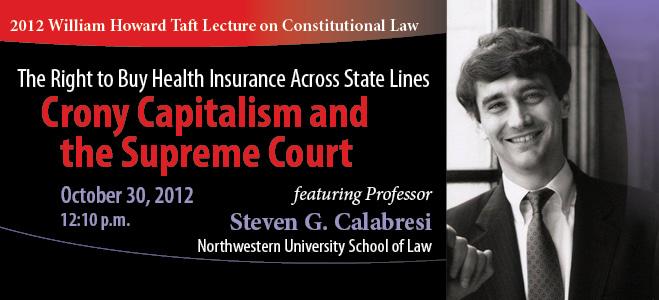 2012 William Howard Taft Lecture on Constitutional Law
The Right to Buy Health Insurance Across State Lines
Crony Capitalism and
the Supreme Court
October 30, 2012
12:10 p.m.
featuring Professor
Steven G. Calabresi
Northwestern University School of Law